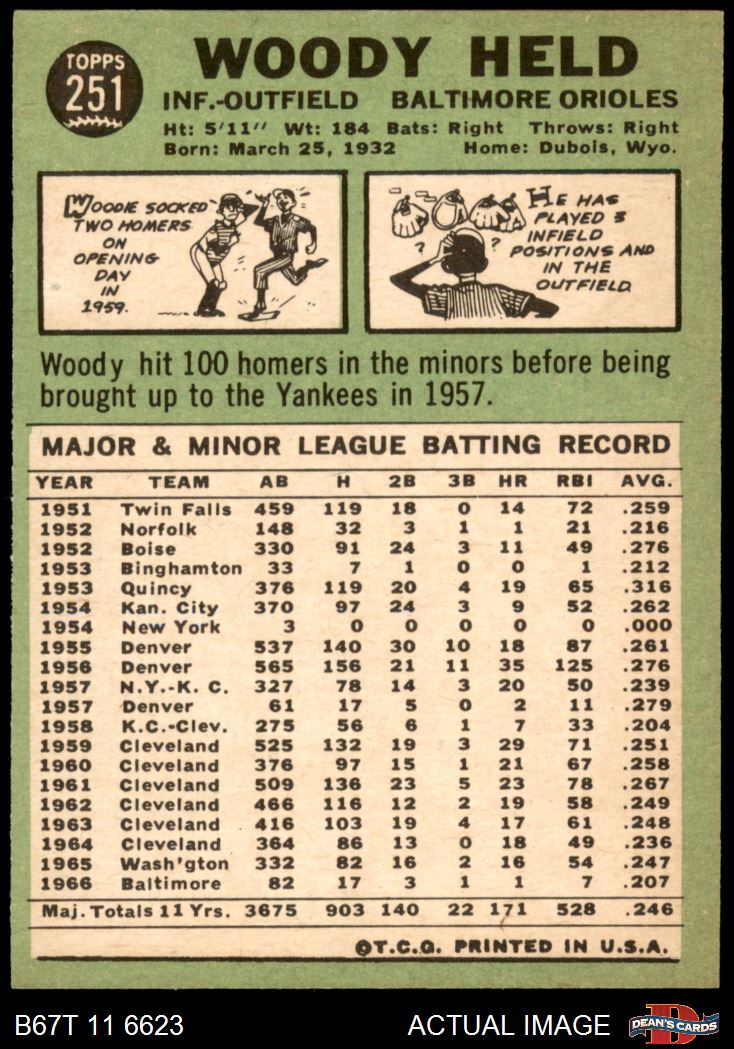 TOPPS
251
WOODY HELD
INF.-OUTFIELD BALTIMORE ORIOLES
Ht: 5'11" Wt: 184 Bats: Right Throws: Right
Born: March 25, 1932 Home: Dubois, Wyo.
WOODIE SOCKED
TWO HOMERS
ON
OPENING
DAY
IN
1959.
HE HAS
PLAYED 3
INFIELD
POSITIONS AND
IN THE
OUTFIELD.
? ?
Woody hit 100 homers in the minors before being
brought up to the Yankees in 1957.
MAJOR & MINOR LEAGUE BATTING RECORD
YEAR TEAM AB H 2B 3B HR RBI AVG.
1951 Twin Falls 459 119 18 0 14 72 .259
1952 Norfolk 148 32 3 1 1 21 .216
1952 Boise 330 91 24 3 11 49 .276
1953 Binghamton 33 7 1 0 0 1 .212
1953 Quincy 376 119 20 4 19 65 .316
1954 Kan. City 370 97 24 3 9 52 .262
1954 New York 3 0 0 0 0 0 .000
1955 Denver 537 140 30 10 18 87 .261
1956 Denver 565 156 21 11 35 125 .276
1957 N.Y.-K. C. 327 78 14 3 20 50 .239
1957 Denver 61 17 5 0 2 11 .279
1958 K.C.-Clev. 275 56 6 1 7 33 .204
1959 Cleveland 525 132 19 3 29 71 .251
1960 Cleveland 376 97 15 1 21 67 .258
1961 Cleveland 509 136 23 5 23 78 .267
1962 Cleveland 466 116 12 2 19 58 .249
1963 Cleveland 416 103 19 4 17 61 .248
1964 Cleveland 364 86 13 0 18 49 .236
1965 Wash'gton 332 82 16 2 16 54 .247
1966 Baltimore 82 17 3 1 1 7 .207
Maj. Totals 11 Yrs. 3675 903 140 22 171 528 .246
©T.C.G. PRINTED IN U.S.A.
B67T 11 6623 ACTUAL IMAGE D DEAN'S CARDS